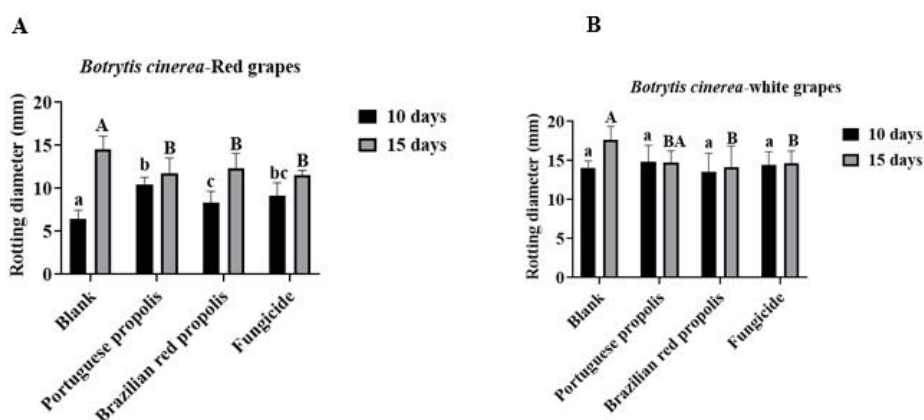 A
Botrytis cinerea-Red grapes
Rotting diameter (mm)
20
15
10
5
0
a
A
b
B
c
B
bc
B
10 days
15 days
Blank
Portuguese propolis
Brazilian red propolis
Fungicide
B
Botrytis cinerea-white grapes
Rotting diameter (mm)
20
15
10
5
0
a
A
a
BA
a
B
a
B
10 days
15 days
Blank
Portuguese propolis
Brazilian red propolis
Fungicide